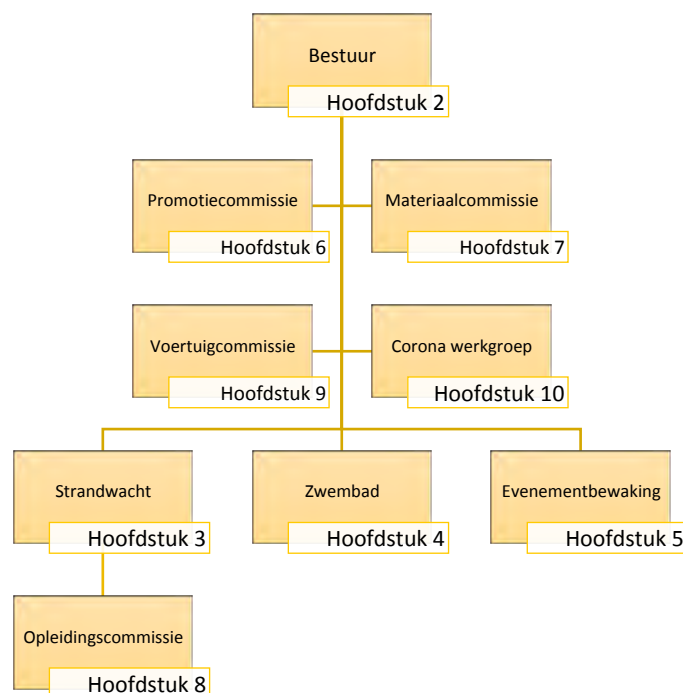 Bestuur
Hoofdstuk 2
Promotiecommissie
Hoofdstuk 6
Materiaalcommissie
Hoofdstuk 7
Voertuigcommissie
Hoofdstuk 9
Corona werkgroep
Hoofdstuk 10
Strandwacht
Hoofdstuk 3
Zwembad
Hoofdstuk 4
Evenementbewaking
Hoofdstuk 5
Opleidingscommissie
Hoofdstuk 8